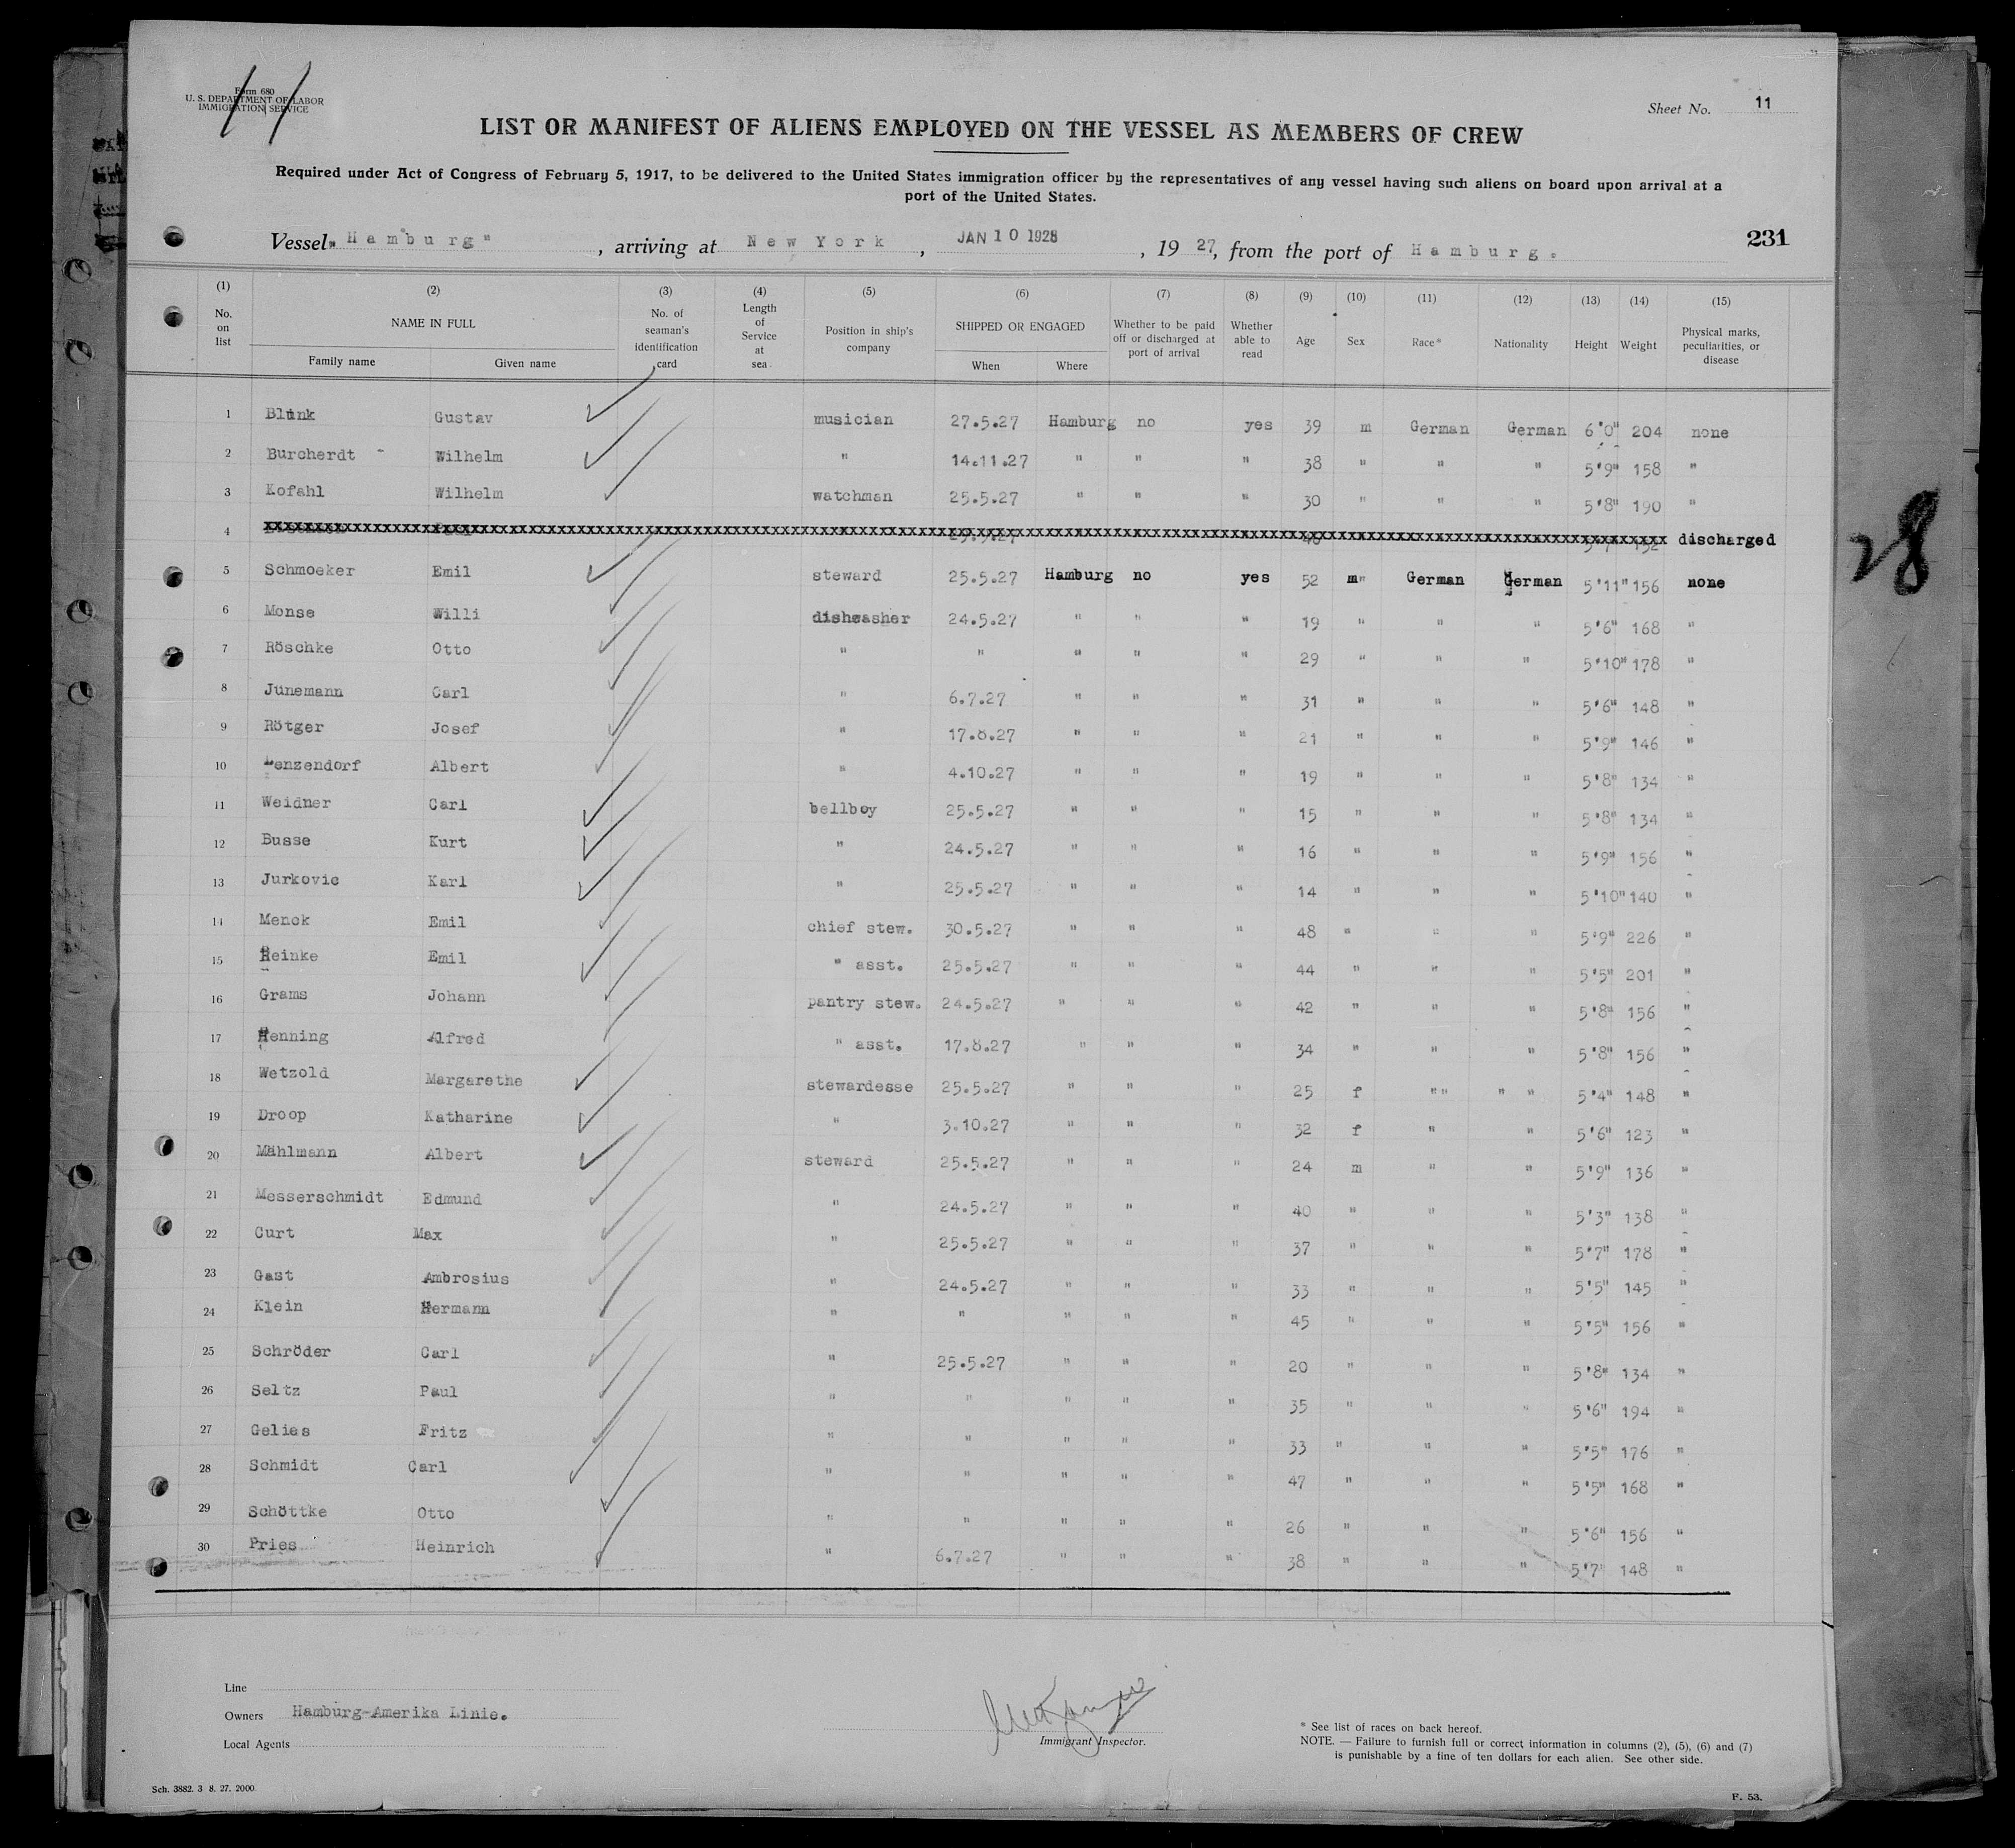 11
Form 680
U. S. DEPARTMENT OF LABOR
IMMIGRATION SERVICE
Sheet No. 11
LIST OR MANIFEST OF ALIENS EMPLOYED ON THE VESSEL AS MEMBERS OF CREW
Required under Act of Congress of February 5, 1917, to be delivered to the United States immigration officer by the representatives of any vessel having such aliens on board upon arrival at a
port of the United States.
Vessel "Hamburg", arriving at New York, JAN 10 1928, 1927, from the port of Hamburg.
231
(1) (2) (3) (4) (5) (6) (7) (8) (9) (10) (11) (12) (13) (14) (15)
No. on list NAME IN FULL Family name Given name No. of seaman's identification card Length of Service at sea Position in ship's company SHIPPED OR ENGAGED When Where Whether to be paid off or discharged at port of arrival Whether able to read Age Sex Race* Nationality Height Weight Physical marks, peculiarities, or disease
1 Blunk Gustav musician 27.5.27 Hamburg no yes 39 m German German 6'0" 204 none
2 Burcherdt Wilhelm " 14.11.27 " " " 38 " " " 5'9" 158 "
3 Kofahl Wilhelm watchman 25.5.27 " " " 30 " " " 5'8" 190 "
4 discharged
5 Schmoeker Emil steward 25.5.27 Hamburg no yes 52 m" German German 5'11" 156 none
6 Monse Willi dishwasher 24.5.27 " " " 19 " " " 5'6" 168 "
7 Röschke Otto " " " " " 29 " " " 5'10" 178 "
8 Jünemann Carl " 6.7.27 " " " 31 " " " 5'6" 148 "
9 Rötger Josef " 17.8.27 " " " 21 " " " 5'9" 146 "
10 Lenzendorf Albert " 4.10.27 " " " 19 " " " 5'8" 134 "
11 Weidner Carl bellboy 25.5.27 " " " 15 " " " 5'8" 134 "
12 Busse Kurt " 24.5.27 " " " 16 " " " 5'9" 156 "
13 Jurkovic Karl " 25.5.27 " " " 14 " " " 5'10" 140 "
14 Menck Emil chief stew. 30.5.27 " " " 48 " " " 5'9" 226 "
15 Reinke Emil " asst. 25.5.27 " " " 44 " " " 5'5" 201 "
16 Grams Johann pantry stew. 24.5.27 " " " 42 " " " 5'8" 156 "
17 Henning Alfred " asst. 17.8.27 " " " 34 " " " 5'8" 156 "
18 Wetzold Margarethe stewardesse 25.5.27 " " " 25 f "" " " 5'4" 148 "
19 Droop Katharine " 3.10.27 " " " 32 f " " 5'6" 123 "
20 Mählmann Albert steward 25.5.27 " " " 24 m " " 5'9" 136 "
21 Messerschmidt Edmund " 24.5.27 " " " 40 " " " 5'3" 138 "
22 Curt Max " 25.5.27 " " " 37 " " " 5'7" 178 "
23 Gast Ambrosius " 24.5.27 " " " 33 " " " 5'5" 145 "
24 Klein Hermann " " " " " 45 " " " 5'5" 156 "
25 Schröder Carl " 25.5.27 " " " 20 " " " 5'8" 134 "
26 Seltz Paul " " " " " 35 " " " 5'6" 194 "
27 Gelies Fritz " " " " " 33 " " " 5'5" 176 "
28 Schmidt Carl " " " " " 47 " " " 5'5" 168 "
29 Schöttke Otto " " " " " 26 " " " 5'6" 156 "
30 Pries Heinrich " 6.7.27 " " " 38 " " " 5'7" 148 "
28
Line
Owners Hamburg-Amerika Linie.
Local Agents
Immigrant Inspector.
* See list of races on back hereof.
NOTE. — Failure to furnish full or correct information in columns (2), (5), (6) and (7)
is punishable by a fine of ten dollars for each alien. See other side.
Sch. 3882. 3 8. 27. 2000
F. 53.